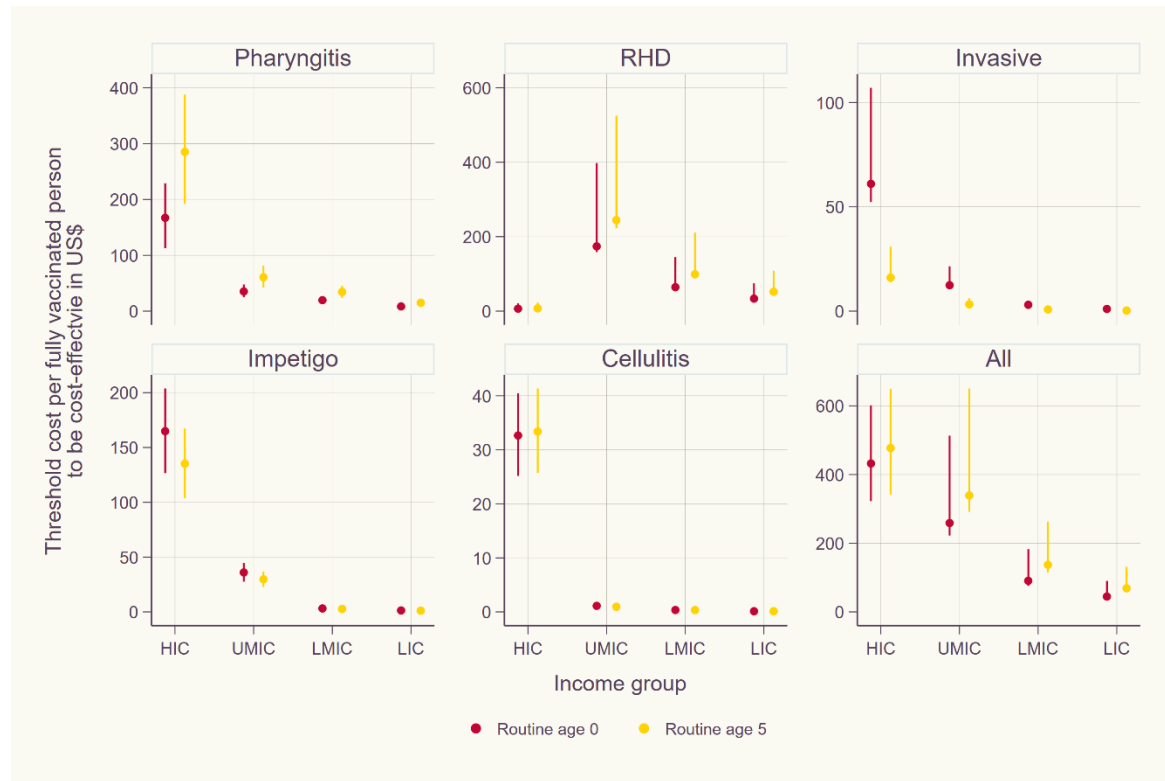 Pharyngitis
RHD
Invasive
400
300
200
100
0
600
400
200
0
100
50
0
Threshold cost per fully vaccinated person
to be cost-effectvie in US$
Impetigo
Cellulitis
All
200
150
100
50
0
40
30
20
10
0
600
400
200
0
HIC UMIC LMIC LIC
HIC UMIC LMIC LIC
HIC UMIC LMIC LIC
Income group
Routine age 0 Routine age 5